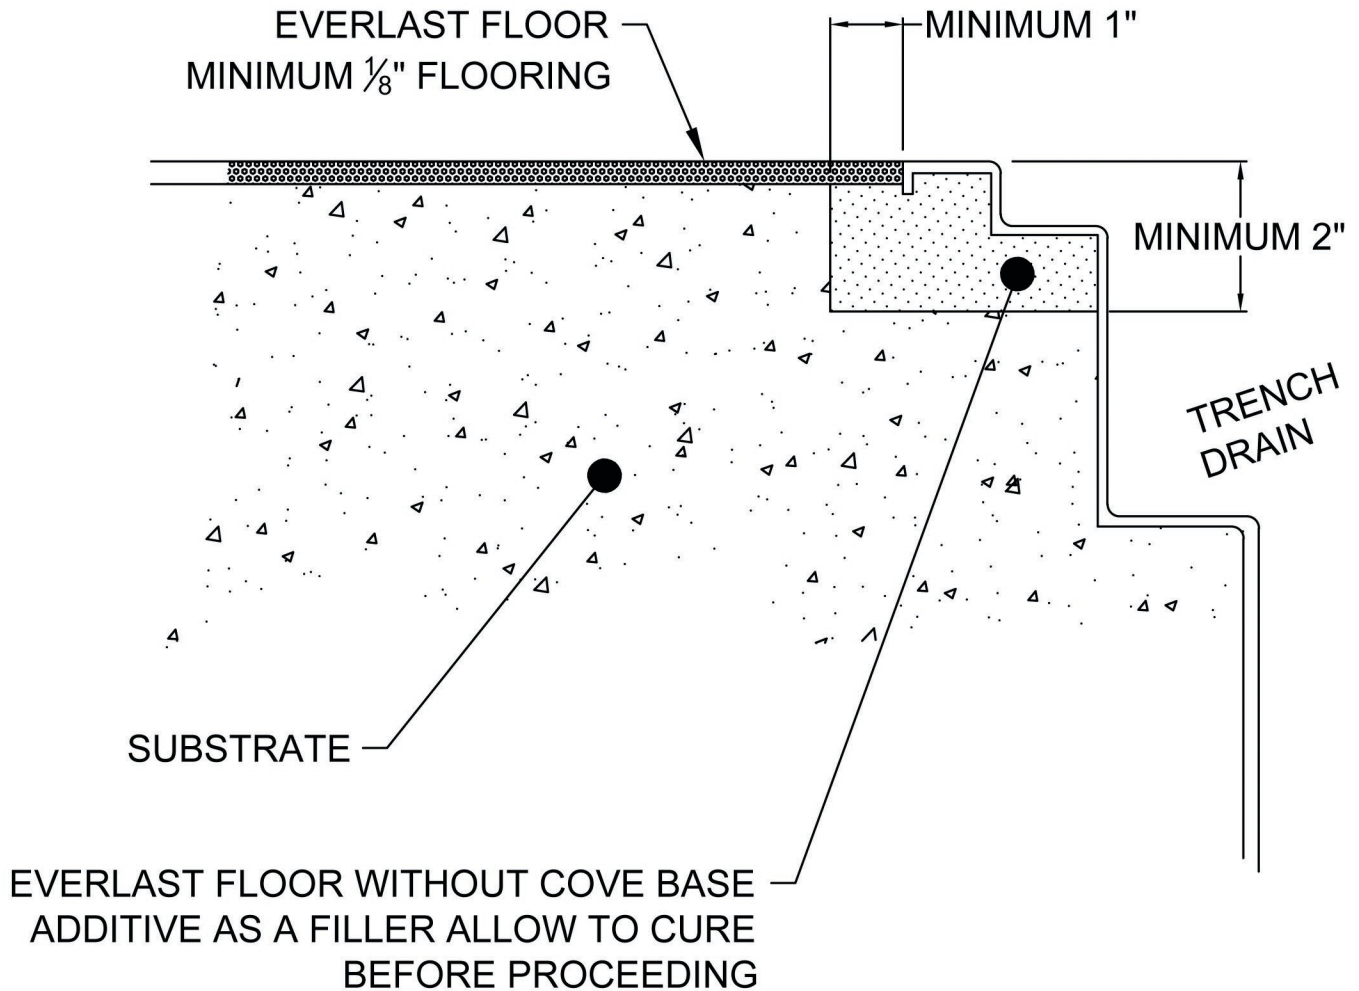 EVERLAST FLOOR
MINIMUM ⅛" FLOORING
MINIMUM 1"
MINIMUM 2"
TRENCH
DRAIN
SUBSTRATE
EVERLAST FLOOR WITHOUT COVE BASE
ADDITIVE AS A FILLER ALLOW TO CURE
BEFORE PROCEEDING